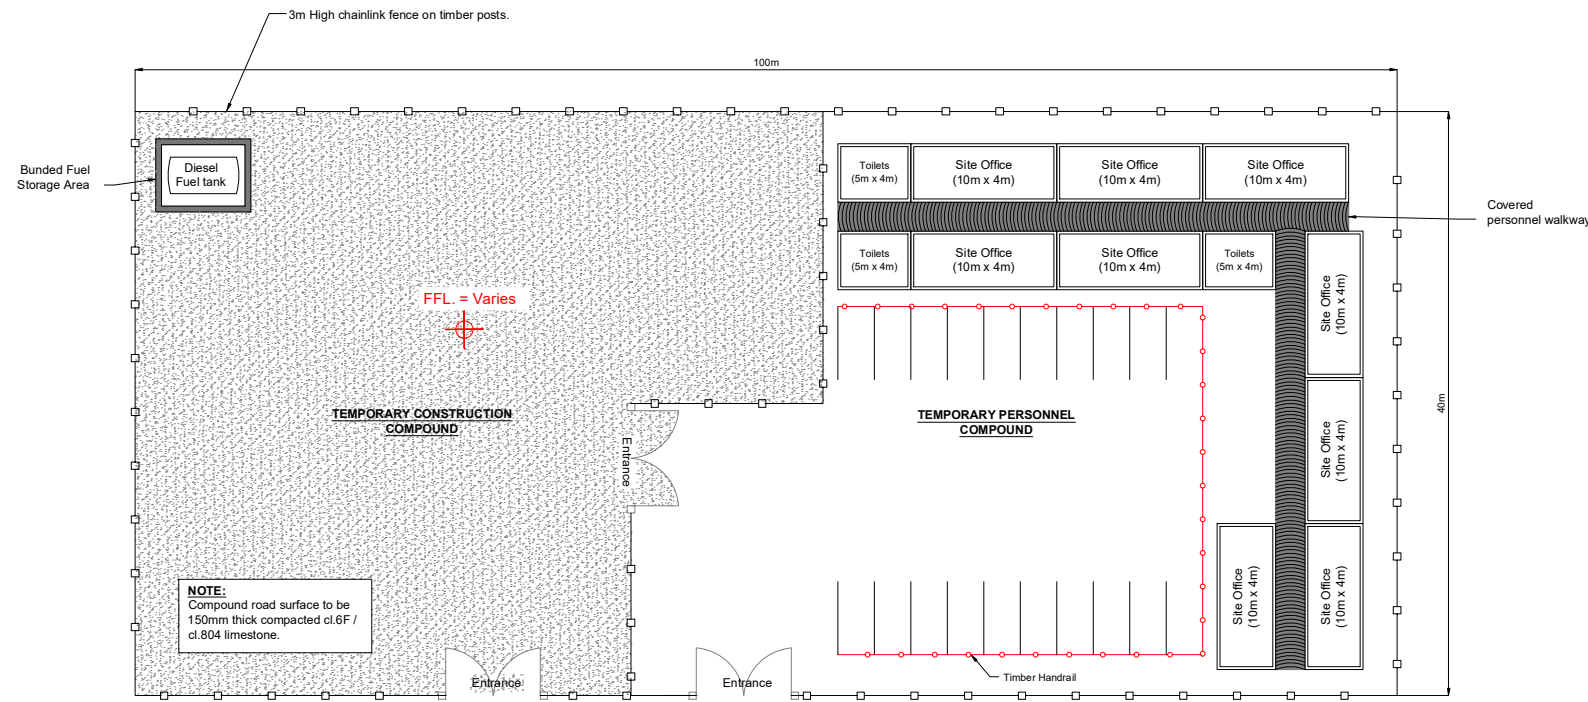 3m High chainlink fence on timber posts.
100m
Bunded Fuel
Storage Area
Diesel
Fuel tank
Toilets
(5m x 4m)
Site Office
(10m x 4m)
Site Office
(10m x 4m)
Site Office
(10m x 4m)
Covered
personnel walkway
Toilets
(5m x 4m)
Site Office
(10m x 4m)
Site Office
(10m x 4m)
Toilets
(5m x 4m)
Site Office
(10m x 4m)
FFL. = Varies
40m
TEMPORARY CONSTRUCTION
COMPOUND
Entrance
TEMPORARY PERSONNEL
COMPOUND
Site Office
(10m x 4m)
NOTE:
Compound road surface to be
150mm thick compacted cl.6F /
cl.804 limestone.
Site Office
(10m x 4m)
Site Office
(10m x 4m)
Entrance
Entrance
Timber Handrail